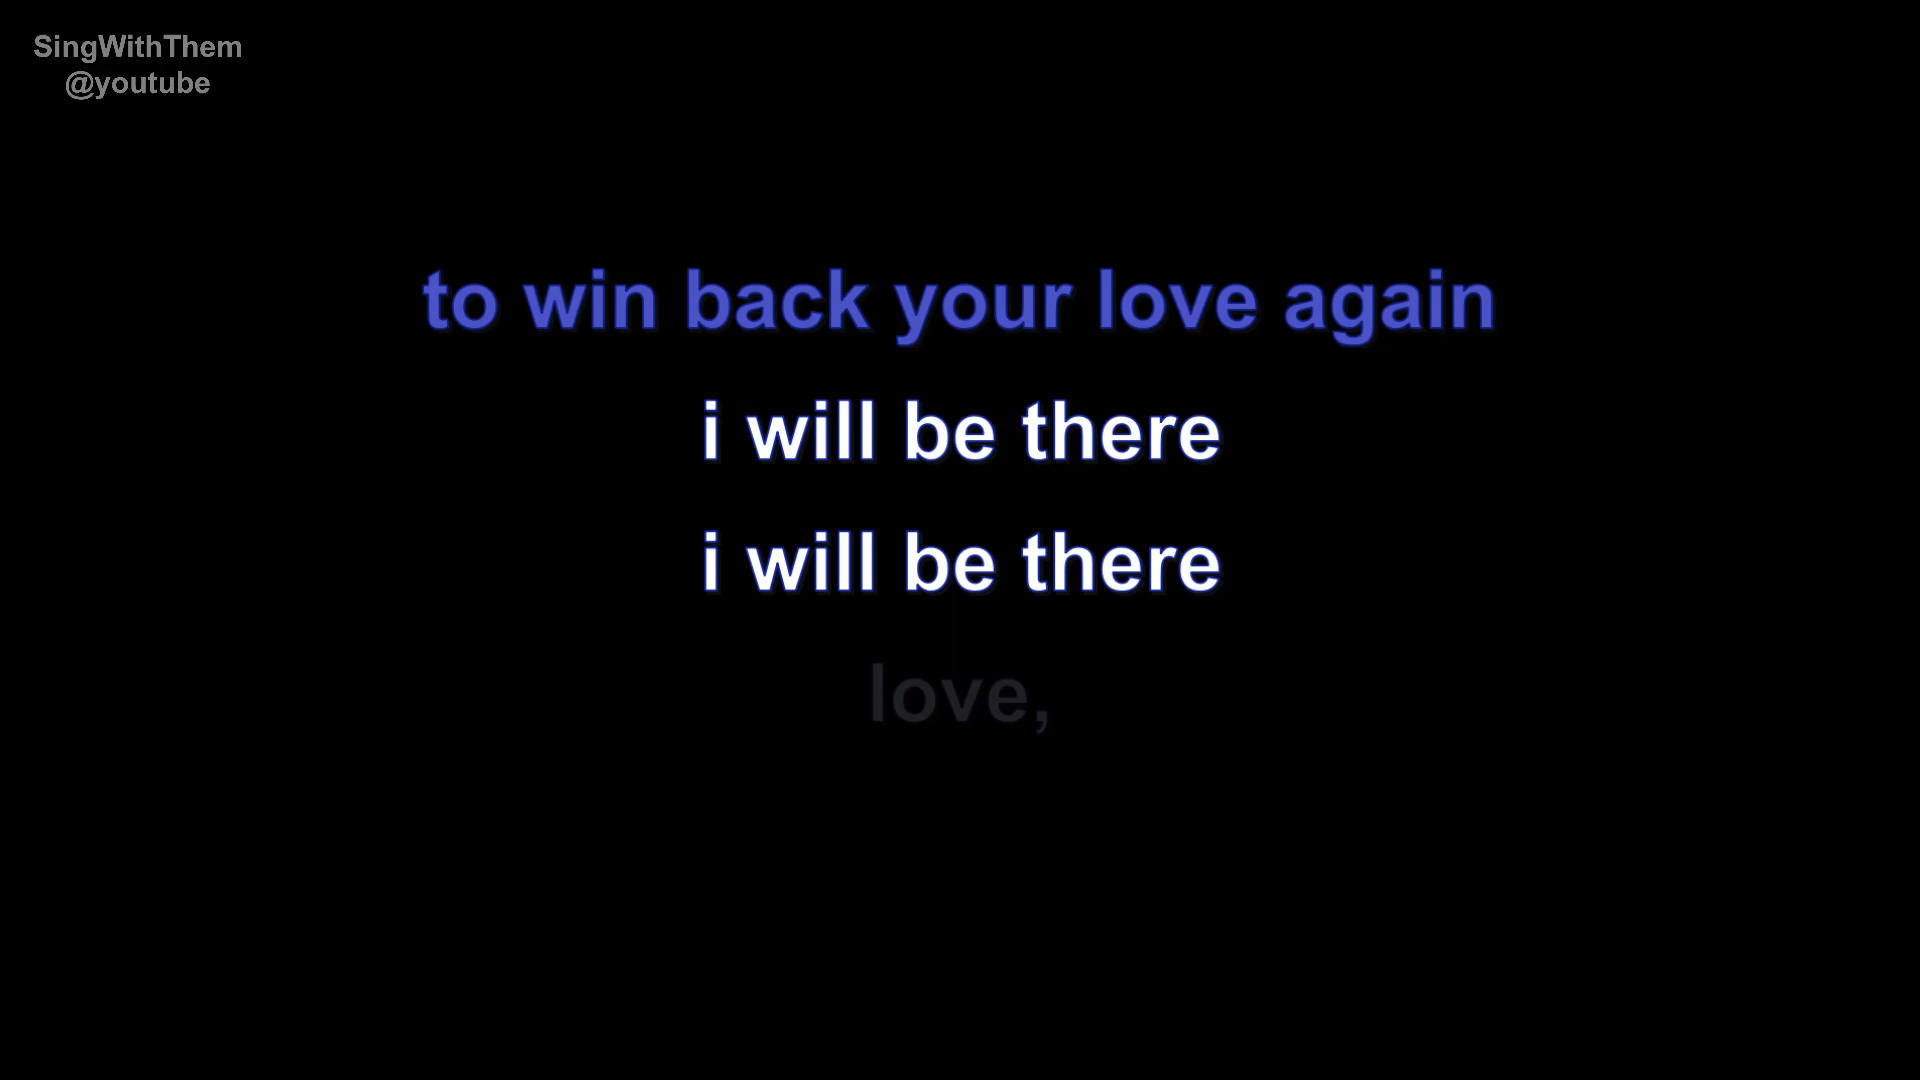 SingWithThem
@youtube
to win back your love again
i will be there
i will be there
love,